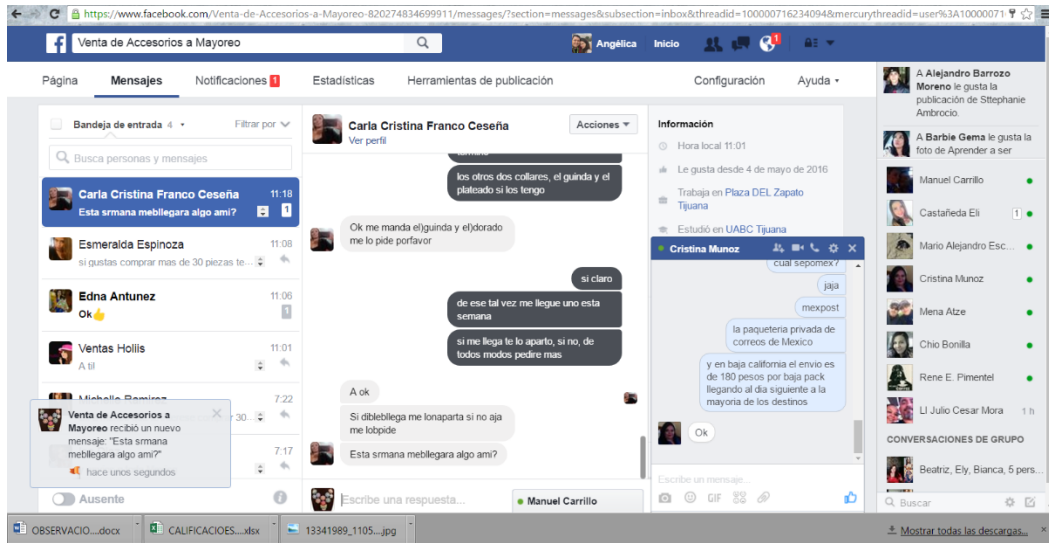 https://www.facebook.com/Venta-de-Accesorios-a-Mayoreo-820274834699911/messages/?section=messages&subsection=inbox&threadid=100000716234094&mercurythreadid=user%3A10000071
Venta de Accesorios a Mayoreo
Angélica
Inicio
1
Página
Mensajes
Notificaciones 1
Estadísticas
Herramientas de publicación
Configuración
Ayuda
Bandeja de entrada 4
Filtrar por
Busca personas y mensajes
Carla Cristina Franco Ceseña
11:18
Esta srmana mebllegara algo ami?
1
Esmeralda Espinoza
11:08
si gustas comprar mas de 30 piezas te...
Edna Antunez
11:06
Ok
1
Ventas Hollis
11:01
A til
7:22
30...
7:17
Venta de Accesorios a
Mayoreo recibió un nuevo
mensaje: "Esta srmana
mebllegara algo ami?"
hace unos segundos
Ausente
Carla Cristina Franco Ceseña
Ver perfil
Acciones
los otros dos collares, el guinda y el
plateado si los tengo
Ok me manda el)guinda y el)dorado
me lo pide porfavor
si claro
de ese tal vez me llegue uno esta
semana
si me llega te lo aparto, si no, de
todos modos pedire mas
A ok
Si diblebllega me lonaparta si no aja
me lobpide
Esta srmana mebllegara algo ami?
Escribe una respuesta...
Manuel Carrillo
Información
Hora local 11:01
Le gusta desde 4 de mayo de 2016
Trabaja en Plaza DEL Zapato
Tijuana
Estudió en UABC Tijuana
Cristina Munoz
cual sepomex?
jaja
mexpost
la paqueteria privada de
correos de Mexico
y en baja california el envio es
de 180 pesos por baja pack
llegando al dia siguiente a la
mayoria de los destinos
Ok
Escribe un mensaje...
GIF
A Alejandro Barrozo
Moreno le gusta la
publicación de Sttephanie
Ambrocio.
A Barbie Gema le gusta la
foto de Aprender a ser
Manuel Carrillo
Castañeda Eli
1
Mario Alejandro Esc...
Cristina Munoz
Mena Atze
Chio Bonilla
Rene E. Pimentel
Ll Julio Cesar Mora
1 h
CONVERSACIONES DE GRUPO
Beatriz, Ely, Bianca, 5 pers...
Buscar
OBSERVACIO....docx
CALIFICACIOES....xlsx
13341989_1105....jpg
Mostrar todas las descargas...